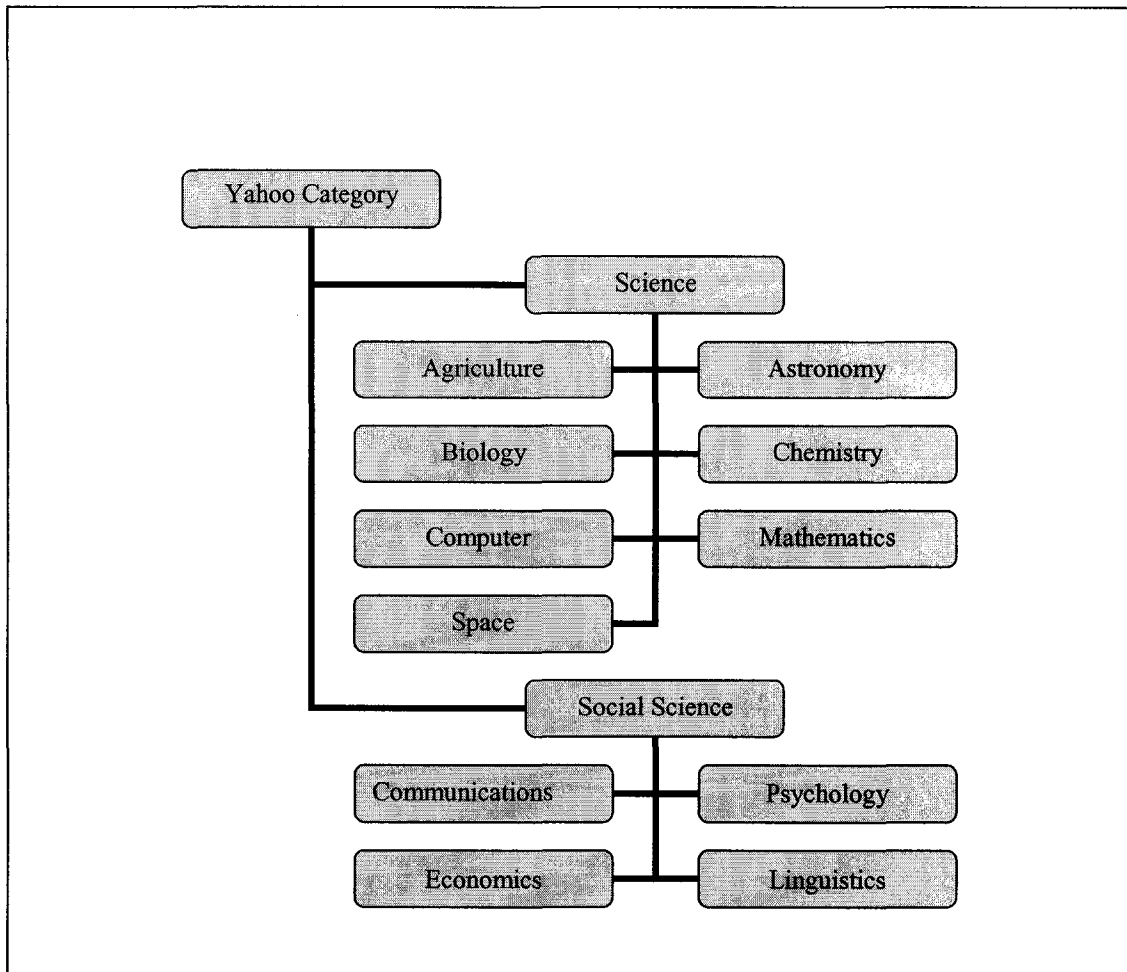 Yahoo Category
Science
Agriculture
Astronomy
Biology
Chemistry
Computer
Mathematics
Space
Social Science
Communications
Psychology
Economics
Linguistics